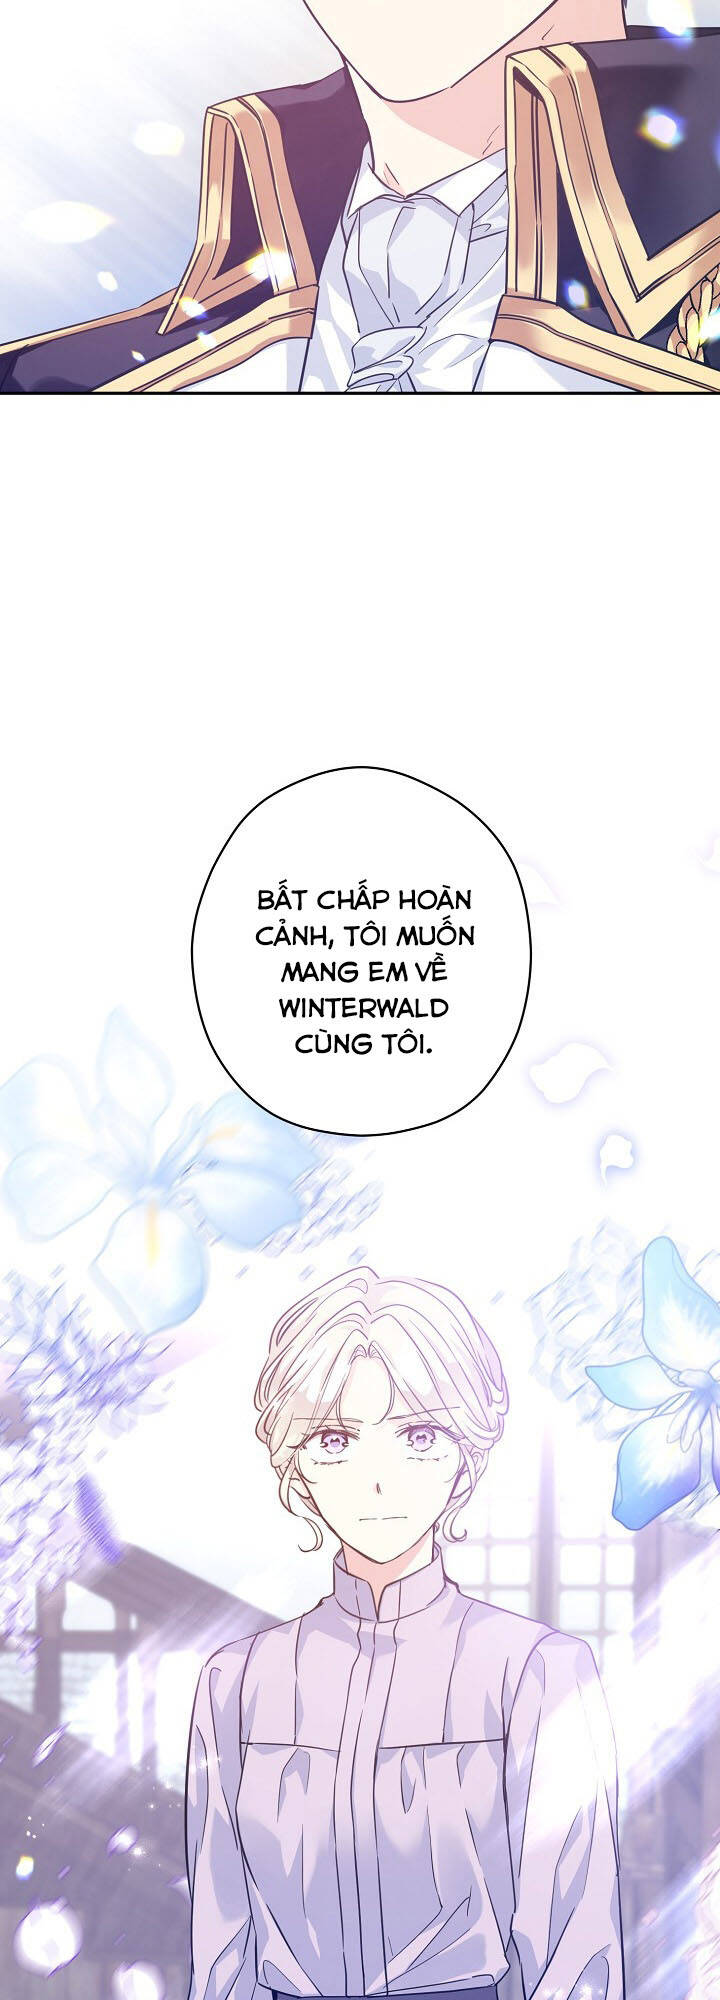 BẤT CHẤP HOÀN
CẢNH, TÔI MUỐN
MANG EM VỀ
WINTERWALD
CÙNG TÔI.